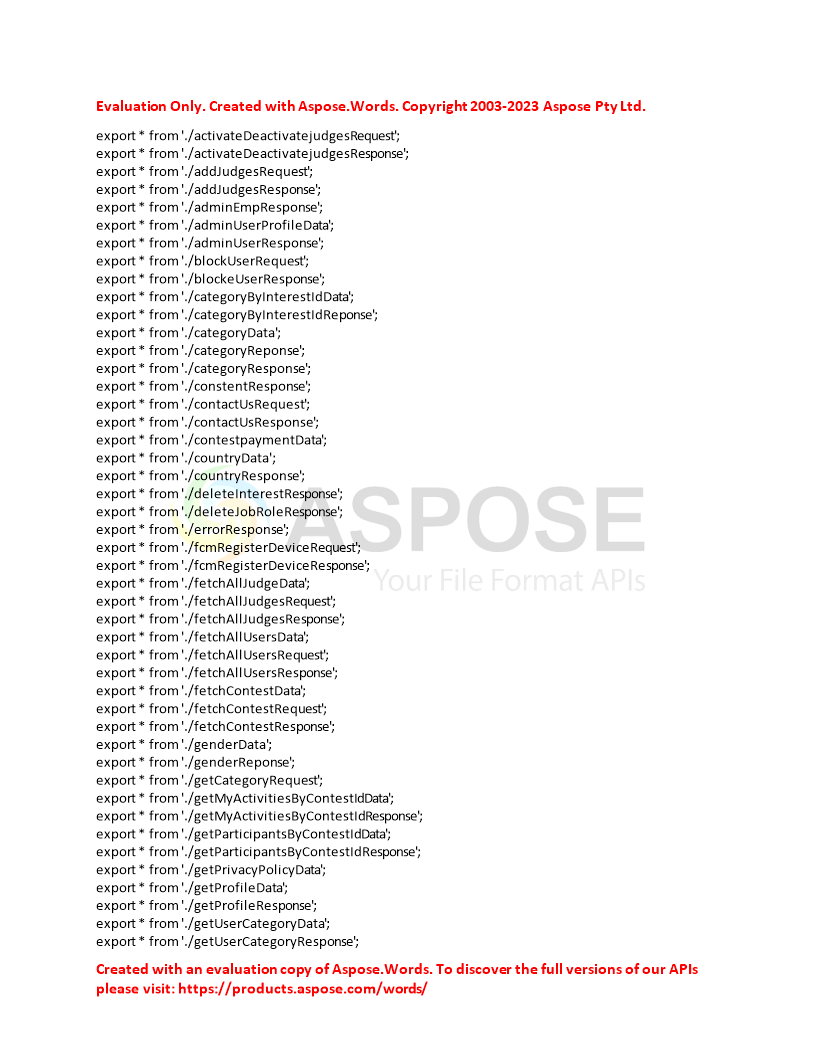 Evaluation Only. Created with Aspose.Words. Copyright 2003-2023 Aspose Pty Ltd.
export * from './activateDeactivatejudgesRequest';
export * from './activateDeactivatejudgesResponse';
export * from './addJudgesRequest';
export * from './addJudgesResponse';
export * from './adminEmpResponse';
export * from './adminUserProfileData';
export * from './adminUserResponse';
export * from './blockUserRequest';
export * from './blockeUserResponse';
export * from './categoryByInterestIdData';
export * from './categoryByInterestIdReponse';
export * from './categoryData';
export * from './categoryReponse';
export * from './categoryResponse';
export * from './constentResponse';
export * from './contactUsRequest';
export * from './contactUsResponse';
export * from './contestpaymentData';
export * from './countryData';
export * from './countryResponse';
export * from './deleteInterestResponse';
export * from './deleteJobRoleResponse';
export * from './errorResponse';
export * from './fcmRegisterDeviceRequest';
export * from './fcmRegisterDeviceResponse';
export * from './fetchAllJudgeData';
export * from './fetchAllJudgesRequest';
export * from './fetchAllJudgesResponse';
export * from './fetchAllUsersData';
export * from './fetchAllUsersRequest';
export * from './fetchAllUsersResponse';
export * from './fetchContestData';
export * from './fetchContestRequest';
export * from './fetchContestResponse';
export * from './genderData';
export * from './genderReponse';
export * from './getCategoryRequest';
export * from './getMyActivitiesByContestIdData';
export * from './getMyActivitiesByContestIdResponse';
export * from './getParticipantsByContestIdData';
export * from './getParticipantsByContestIdResponse';
export * from './getPrivacyPolicyData';
export * from './getProfileData';
export * from './getProfileResponse';
export * from './getUserCategoryData';
export * from './getUserCategoryResponse';
ASPOSE
Your File Format APIs
Created with an evaluation copy of Aspose.Words. To discover the full versions of our APIs
please visit: https://products.aspose.com/words/